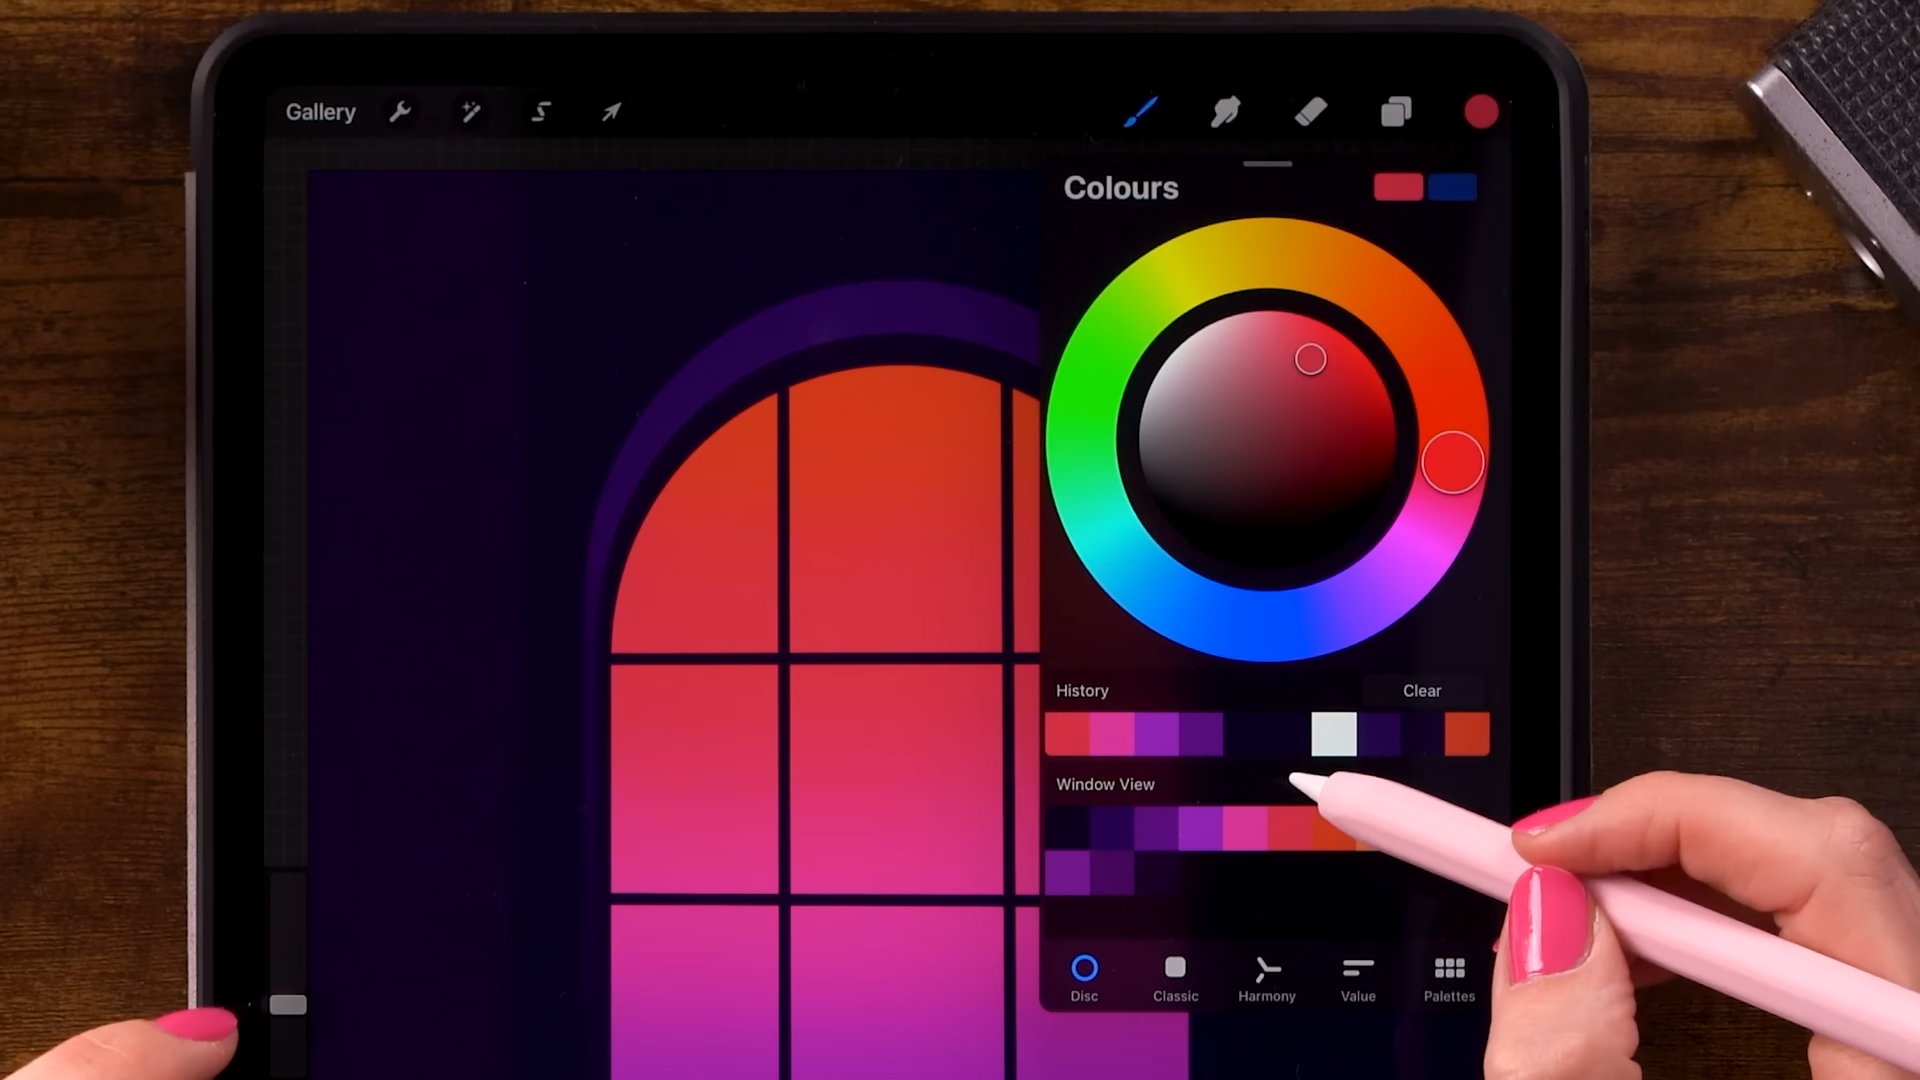 Gallery
Colours
History
Clear
Window View
Disc
Classic
Harmony
Value
Palettes